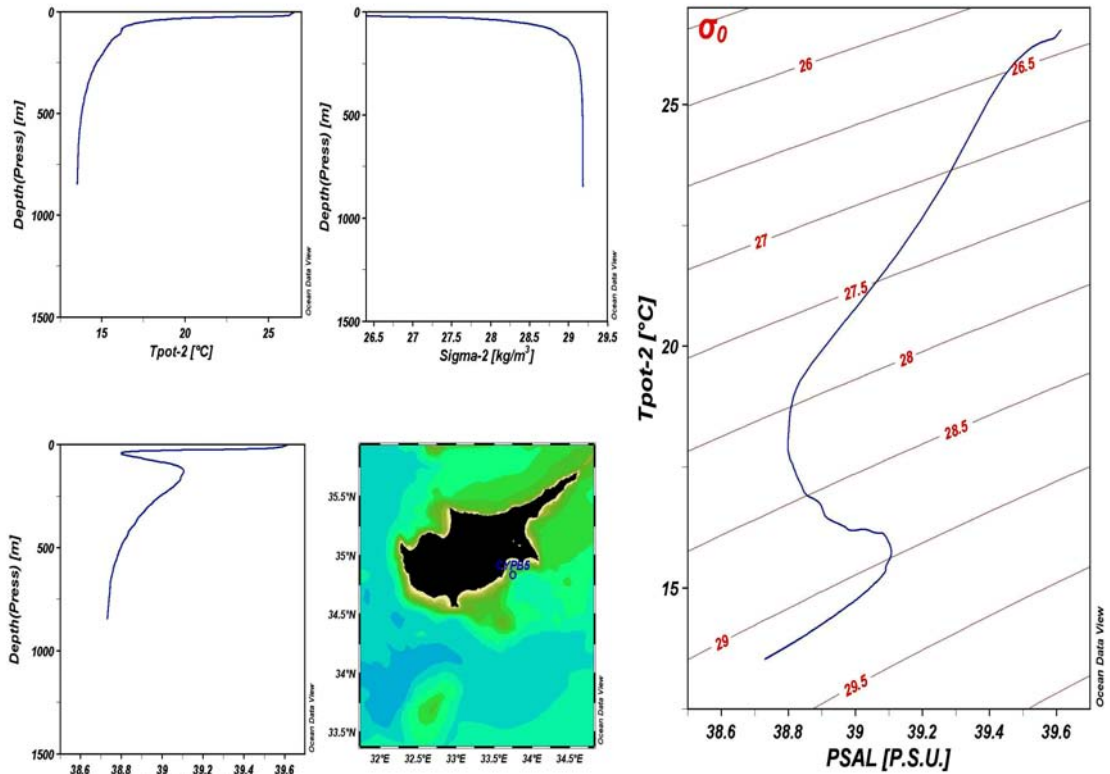 0
500
1000
1500
Depth(Press) [m]
15
20
25
Tpot-2 [°C]
Ocean Data View
0
500
1000
1500
Depth(Press) [m]
26.5
27
27.5
28
28.5
29
29.5
Sigma-2 [kg/m³]
Ocean Data View
0
500
1000
1500
Depth(Press) [m]
38.6
38.8
39
39.2
39.4
39.6
Ocean Data View
35.5°N
35°N
34.5°N
34°N
33.5°N
32°E
32.5°E
33°E
33.5°E
34°E
34.5°E
CYPB5
Ocean Data View
σ0
26
26.5
27
27.5
28
28.5
29
29.5
25
20
15
Tpot-2 [°C]
38.6
38.8
39
39.2
39.4
39.6
PSAL [P.S.U.]
Ocean Data View